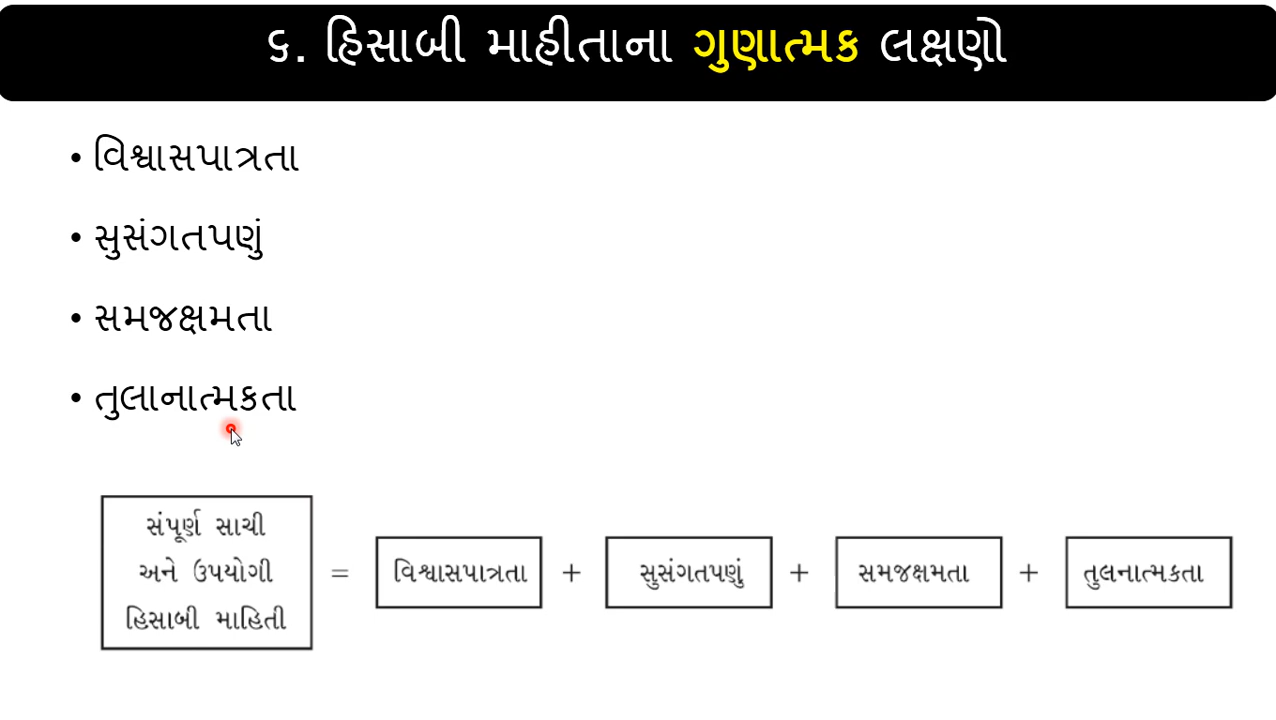 ૬. હિસાબી માહીતાના ગુણાત્મક લક્ષણો
• વિશ્વાસપાત્રતા
• સુસંગતપણું
• સમજક્ષમતા
• તુલાનાત્મકતા
સંપૂર્ણ સાચી
અને ઉપયોગી
હિસાબી માહિતી
= વિશ્વાસપાત્રતા + સુસંગતપણું + સમજક્ષમતા + તુલનાત્મકતા